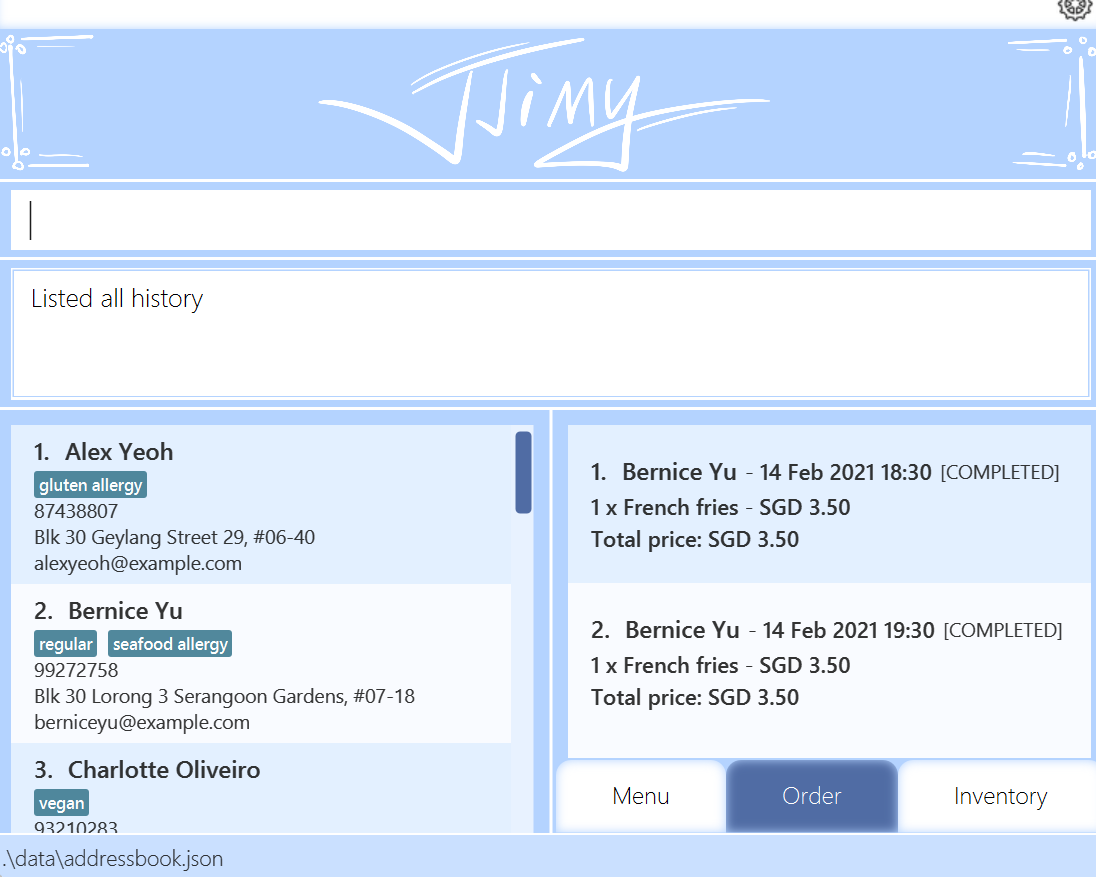 JJIMY
Listed all history
1. Alex Yeoh
gluten allergy
87438807
Blk 30 Geylang Street 29, #06-40
alexyeoh@example.com
2. Bernice Yu
regular seafood allergy
99272758
Blk 30 Lorong 3 Serangoon Gardens, #07-18
berniceyu@example.com
3. Charlotte Oliveiro
vegan
93210283
1. Bernice Yu - 14 Feb 2021 18:30 [COMPLETED]
1 x French fries - SGD 3.50
Total price: SGD 3.50
2. Bernice Yu - 14 Feb 2021 19:30 [COMPLETED]
1 x French fries - SGD 3.50
Total price: SGD 3.50
Menu Order Inventory
.\data\addressbook.json